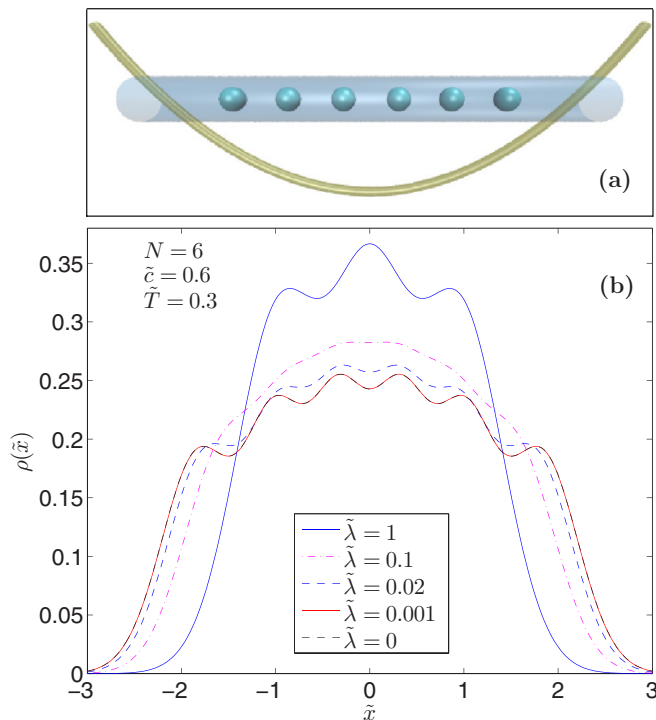 (a)
N = 6
c̃ = 0.6
T̃ = 0.3
(b)
0.35
0.3
0.25
0.2
0.15
0.1
0.05
0
ρ(x̃)
λ̃ = 1
λ̃ = 0.1
λ̃ = 0.02
λ̃ = 0.001
λ̃ = 0
−3 −2 −1 0 1 2 3
x̃